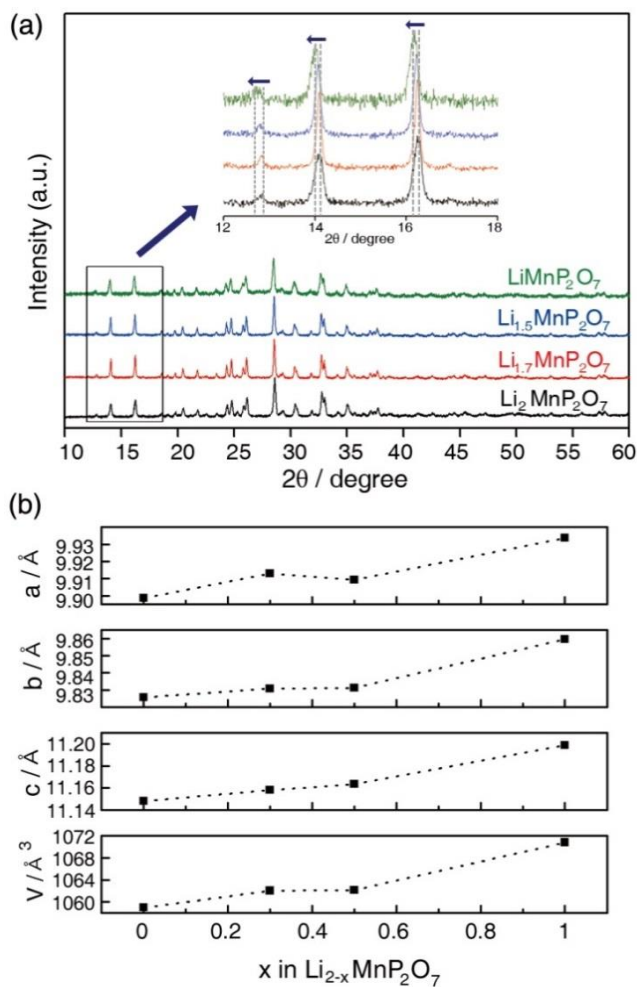 (a)
Intensity (a.u.)
12 14 16 18
2θ / degree
LiMnP₂O₇
Li₁.₅MnP₂O₇
Li₁.₇MnP₂O₇
Li₂MnP₂O₇
10 15 20 25 30 35 40 45 50 55 60
2θ / degree
(b)
a / Å
9.93
9.92
9.91
9.90
b / Å
9.86
9.85
9.84
9.83
c / Å
11.20
11.16
11.14
V / Å³
1072
1068
1064
1060
0 0.2 0.4 0.6 0.8 1
x in Li₂₋ₓMnP₂O₇